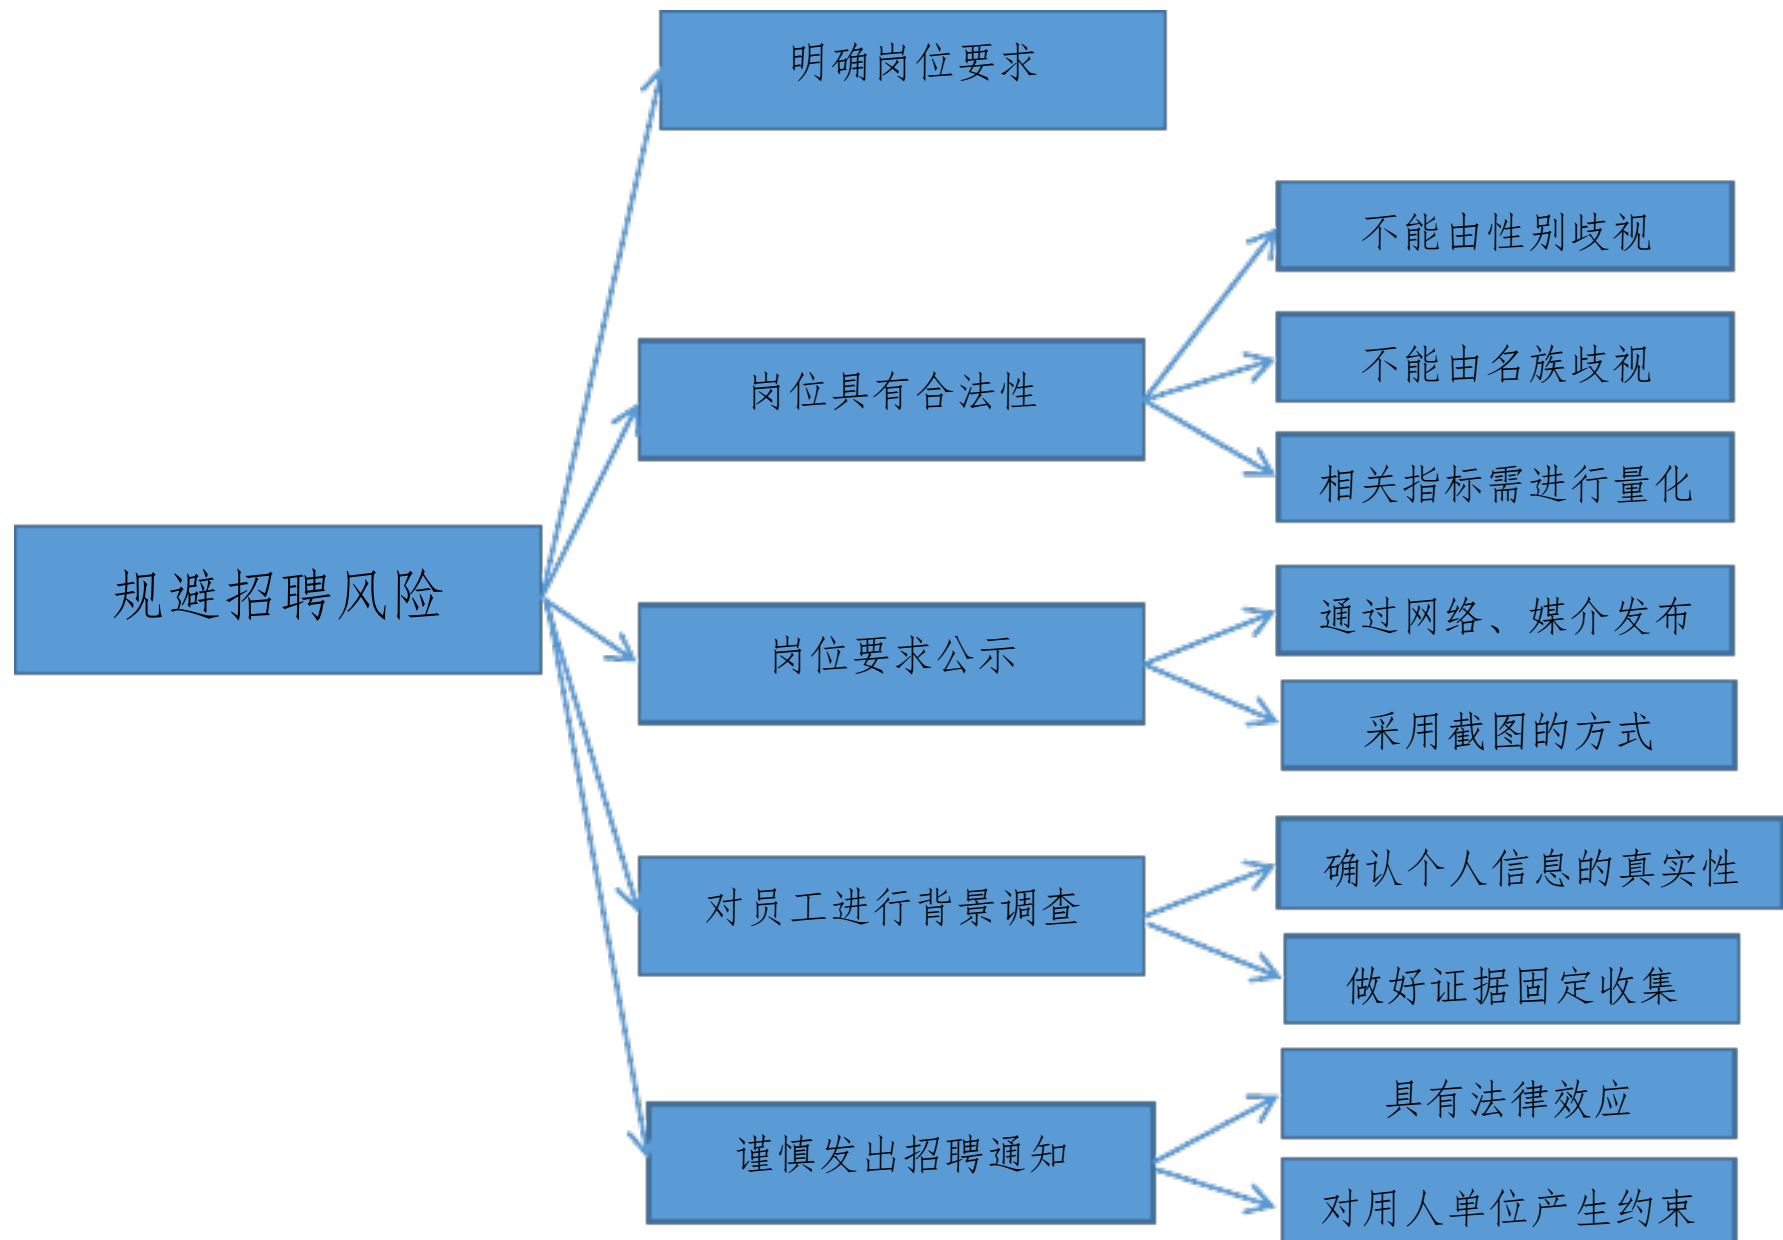 规避招聘风险
明确岗位要求
岗位具有合法性
不能由性别歧视
不能由名族歧视
相关指标需进行量化
岗位要求公示
通过网络、媒介发布
采用截图的方式
对员工进行背景调查
确认个人信息的真实性
做好证据固定收集
谨慎发出招聘通知
具有法律效应
对用人单位产生约束